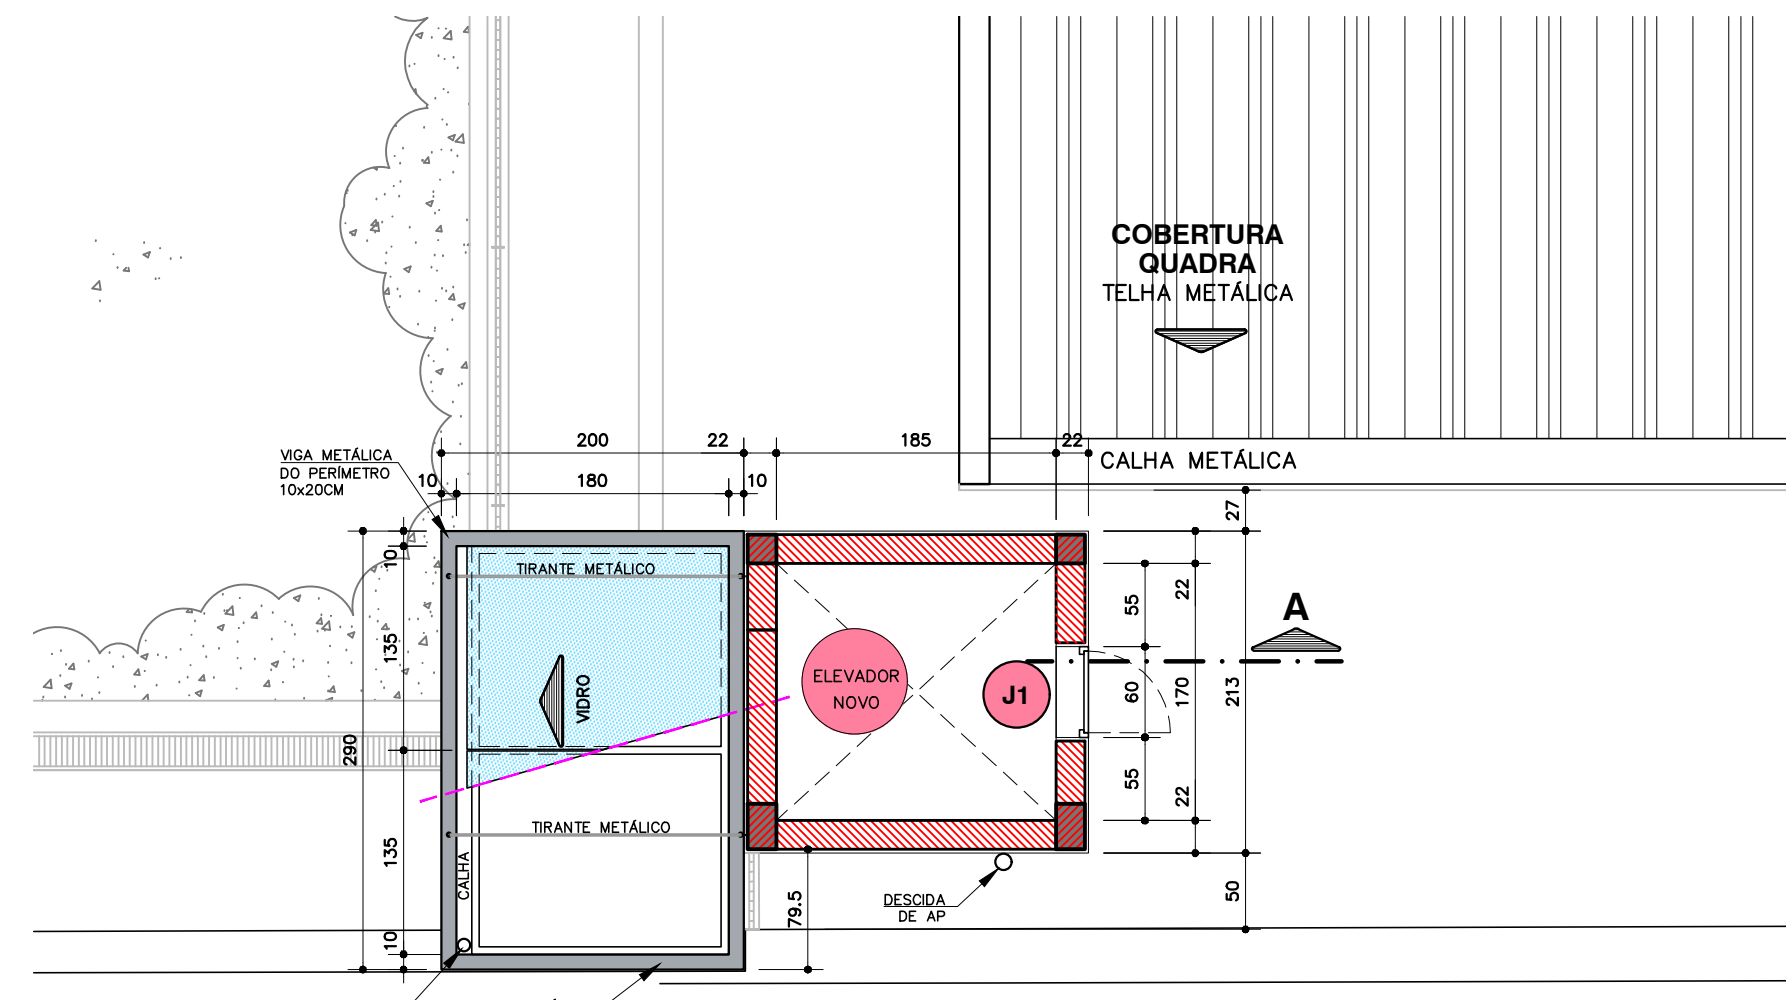 COBERTURA
QUADRA
TELHA METÁLICA
200
22
185
22
CALHA METÁLICA
VIGA METÁLICA
DO PERÍMETRO
10x20CM
10
180
10
27
10
TIRANTE METÁLICO
55
22
A
135
ELEVADOR
NOVO
J1
VIDRO
60
170
213
290
55
22
TIRANTE METÁLICO
135
CALHA
DESCIDA
DE AP
79.5
50
10